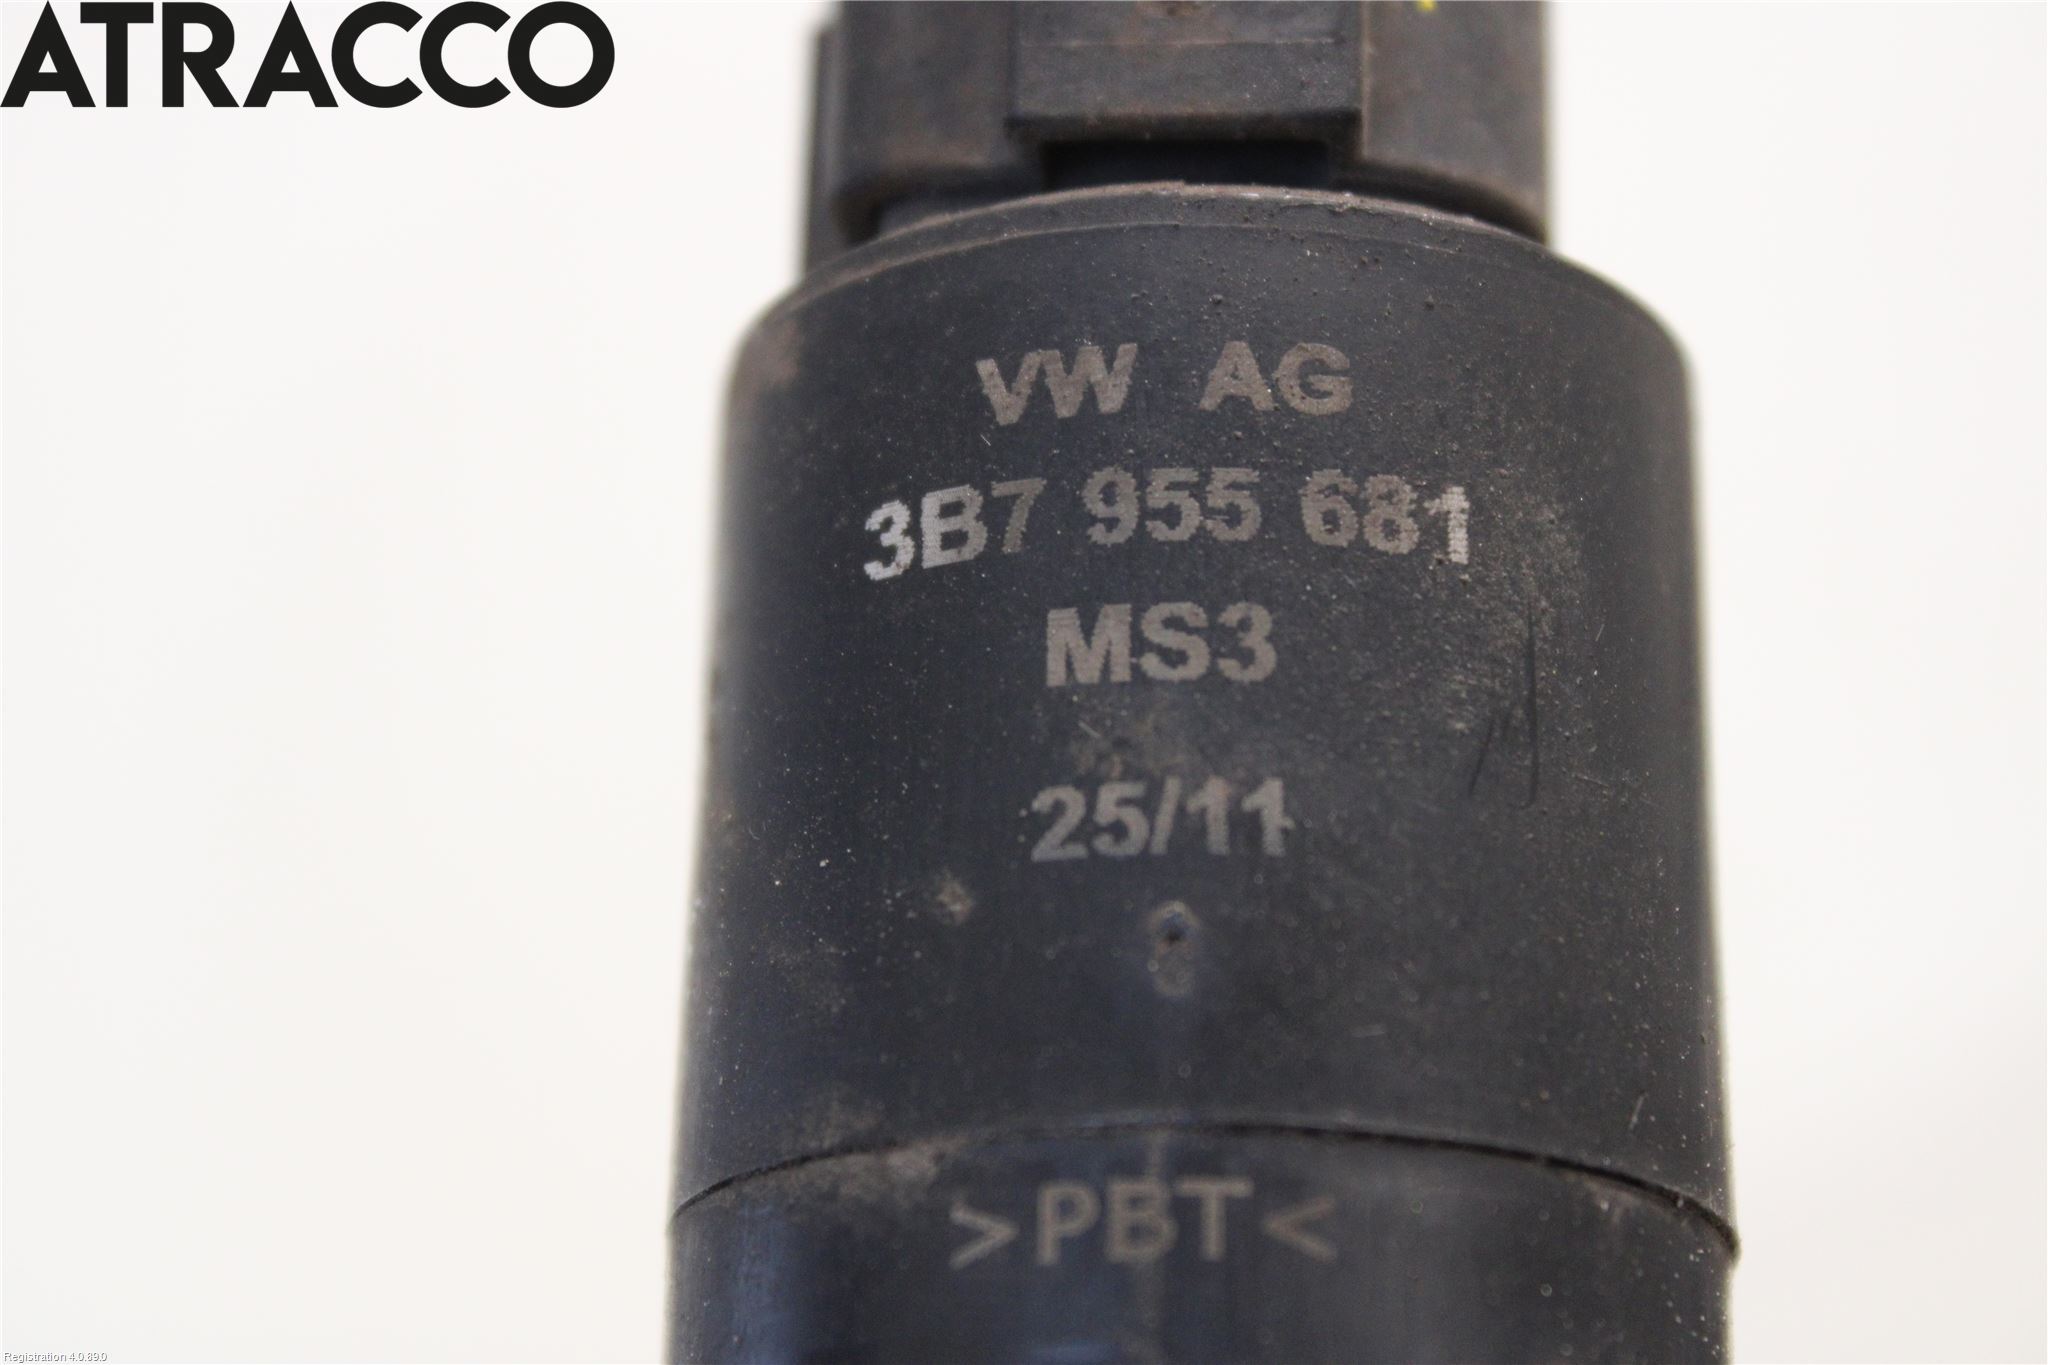 ATRACCO
VW AG
3B7 955 681
MS3
25/11
>PBT<
Registration 4.0.89.0